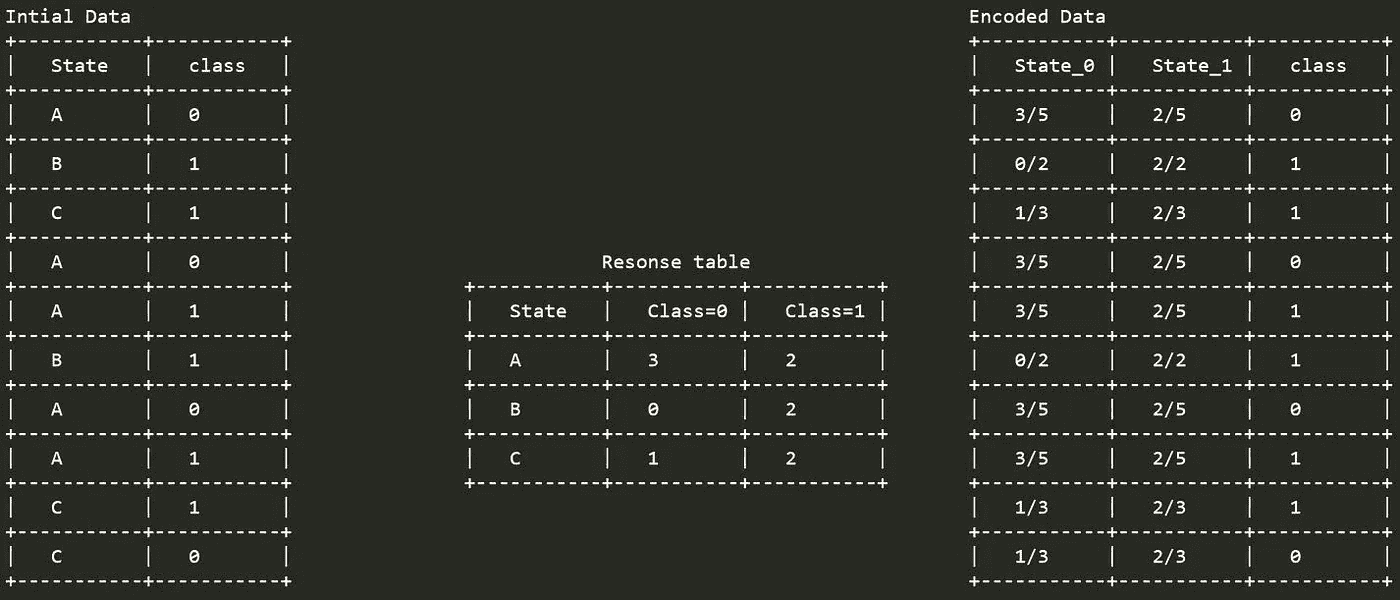 Intial Data
State class
A 0
B 1
C 1
A 0
A 1
B 1
A 0
A 1
C 1
C 0
Resonse table
State Class=0 Class=1
A 3 2
B 0 2
C 1 2
Encoded Data
State_0 State_1 class
3/5 2/5 0
0/2 2/2 1
1/3 2/3 1
3/5 2/5 0
3/5 2/5 1
0/2 2/2 1
3/5 2/5 0
3/5 2/5 1
1/3 2/3 1
1/3 2/3 0